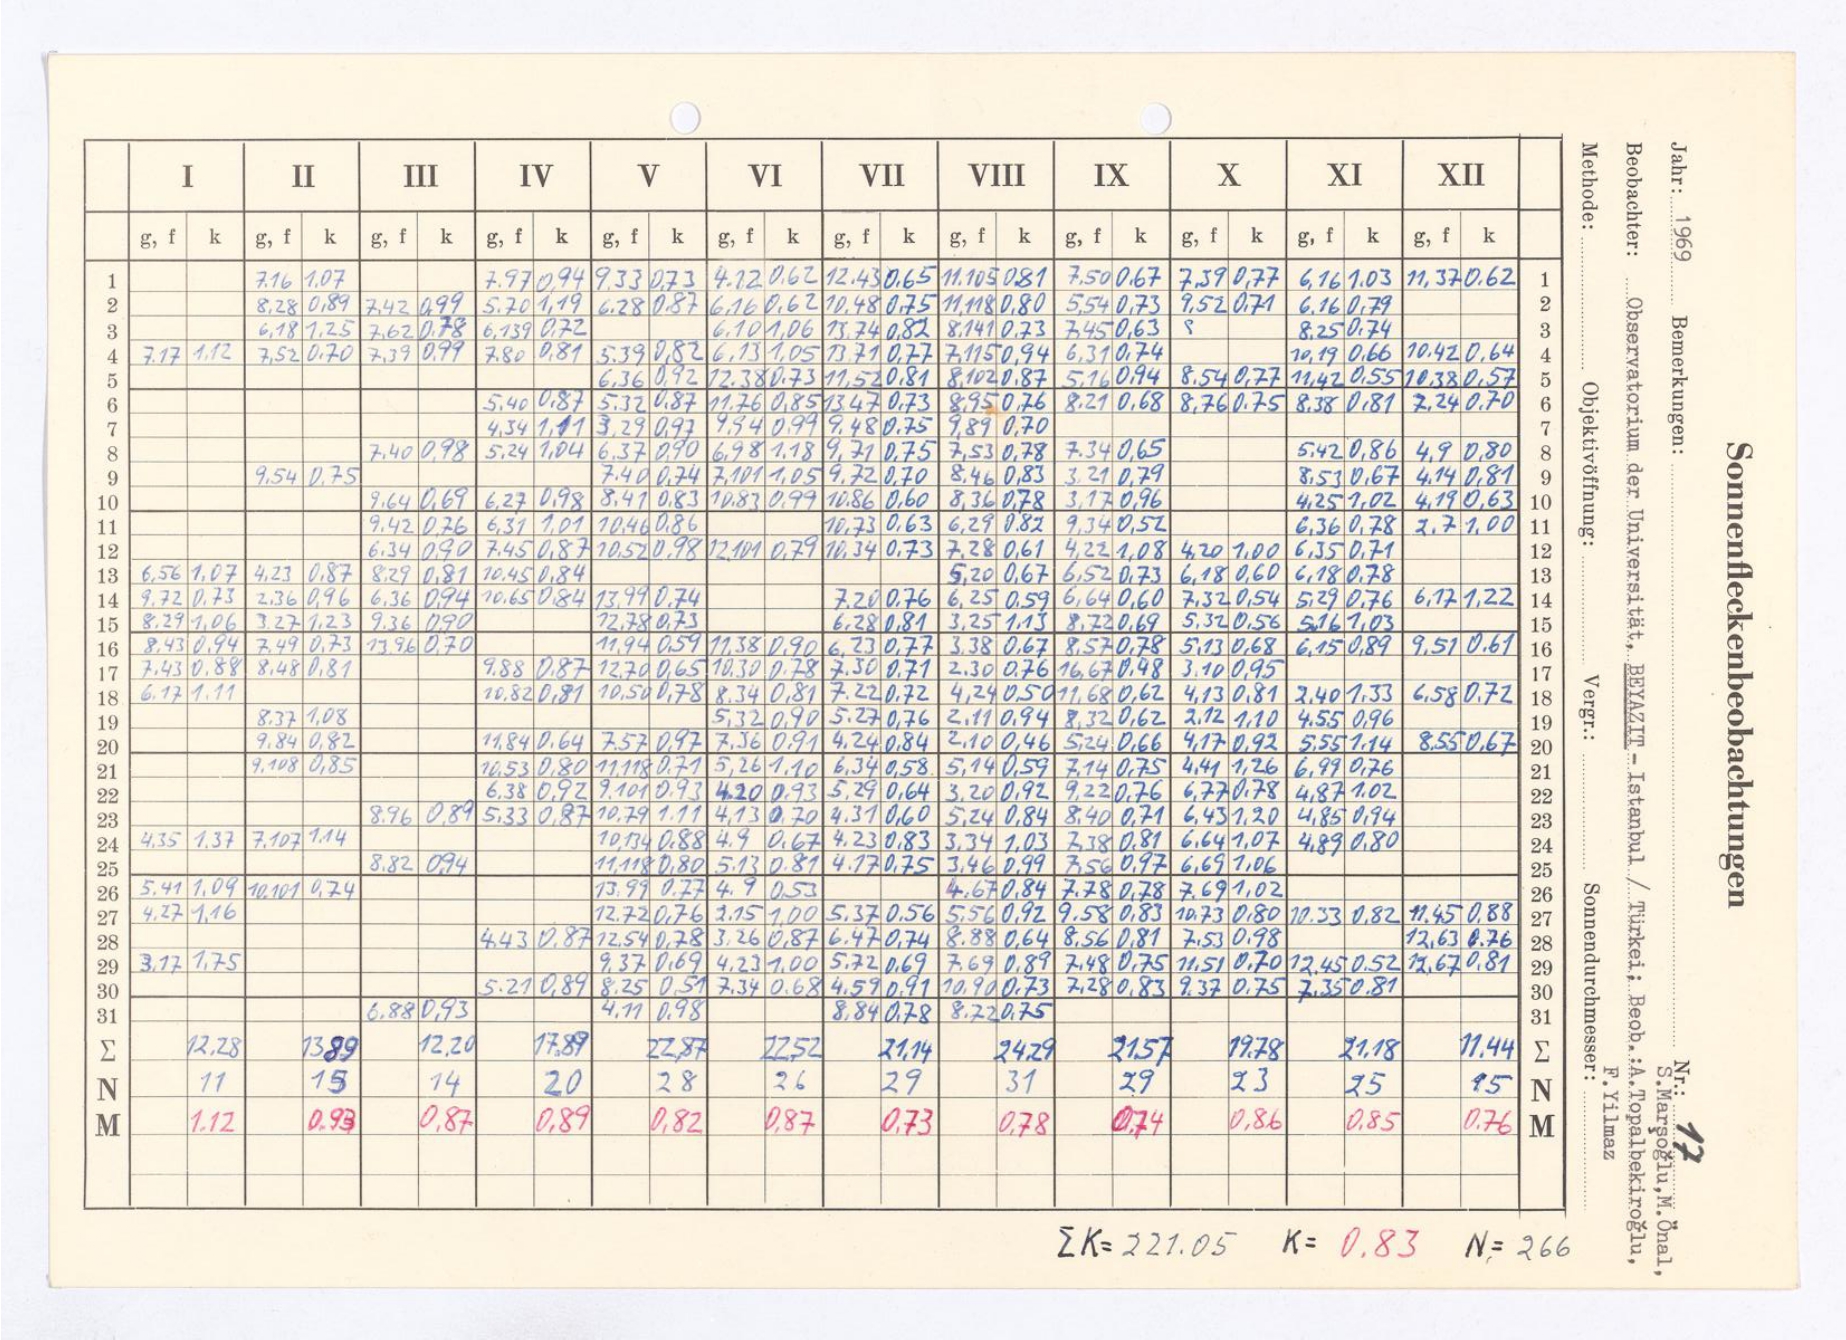 I II III IV V VI VII VIII IX X XI XII
g, f k g, f k g, f k g, f k g, f k g, f k g, f k g, f k g, f k g, f k g, f k g, f k
1 7.16 1,07 7.97 0,94 9.33 0,73 4.22 0,62 12.43 0,65 11.105 0,81 7,50 0,67 7,39 0,77 6,16 1.03 11,37 0.62 1
2 8,28 0,89 7,42 0,99 5.70 1,19 6.28 0,87 6,16 0,62 10,48 0,75 11,118 0,80 5,54 0,73 9,52 0,71 6.16 0,79 2
3 6,18 1,25 7.62 0,78 6,139 0,72 6.10 1,06 13,74 0,82 8.141 0,73 7,45 0,63 8,25 0,74 3
4 7.17 1,12 7,52 0,70 7,39 0,99 7.80 0,81 5.39 0,82 6,13 1,05 13,71 0,77 7,115 0,94 6,31 0,74 10,19 0,66 10.42 0,64 4
5 6,36 0,92 12.38 0.73 11,52 0,81 8,102 0,87 5,16 0,94 8.54 0,77 11,42 0,55 10,38 0,57 5
6 5.40 0,87 5.32 0,87 11.76 0,85 13,47 0,73 8,95 0,76 8.21 0,68 8,76 0.75 8,38 0,81 7,24 0,70 6
7 4,34 1,11 3,29 0,97 9,94 0,99 9,48 0,75 9,89 0,70 7
8 7.40 0,98 5,24 1,04 6,37 0,90 6,98 1,18 9,71 0,75 7,53 0,78 7.34 0,65 5,42 0,86 4,9 0,80 8
9 9,54 0,75 7.40 0,74 7,101 1,05 9,72 0,70 8.46 0,83 3,21 0,79 8,53 0,67 4,14 0,81 9
10 9.64 0,69 6,27 0,98 8,41 0,83 10.83 0,99 10.86 0,60 8,36 0,78 3,17 0,96 4,25 1,02 4,19 0,63 10
11 9,42 0,76 6,31 1,01 10,46 0,86 10,73 0,63 6,29 0.82 9,34 0,52 6,36 0,78 2.7 1,00 11
12 6.34 0,90 7.45 0,87 10,52 0,98 12,101 0,79 10,34 0,73 7,28 0,61 4,22 1,08 4,20 1.00 6,35 0,71 12
13 6,56 1,07 4,23 0,87 8,29 0,81 10.45 0,84 5,20 0,67 6,52 0,73 6,18 0,60 6,18 0,78 13
14 9,72 0,73 2,36 0,96 6,36 0,94 10.65 0,84 13,99 0,74 7.20 0,76 6,25 0,59 6,64 0,60 7,32 0,54 5,29 0,76 6,17 1,22 14
15 8,29 1,06 3,27 1,23 9,36 0,90 12,78 0,73 6.28 0,81 3,25 1,13 8,72 0,69 5,32 0,56 5,16 1,03 15
16 8.43 0,94 7,49 0,73 13,96 0,70 11,94 0,59 11,38 0,90 6,23 0,77 3.38 0,67 8,57 0,78 5,13 0,68 6,15 0,89 9,51 0.61 16
17 7.43 0,88 8,48 0,81 9.88 0,87 12,70 0,65 10,30 0,78 7.30 0,71 2.30 0,76 16,67 0,48 3.10 0,95 17
18 6.17 1.11 10,82 0,81 10,50 0,78 8.34 0,81 7.22 0,72 4,24 0.50 11,68 0,62 4,13 0,81 2.40 1,33 6.58 0,72 18
19 8.37 1,08 5,32 0,90 5.27 0,76 2.11 0,94 8,32 0,62 2.12 1.10 4.55 0,96 19
20 9,84 0,82 11,84 0,64 7,57 0,97 7,36 0,91 4.24 0,84 2.10 0,46 5,24 0,66 4,17 0,92 5,55 1,14 8.55 0,67 20
21 9,108 0,85 10,53 0,80 11,118 0.71 5,26 1,10 6,34 0,58 5,14 0,59 7,14 0,75 4,41 1,26 6,99 0,76 21
22 6,38 0,92 9.101 0,93 4.20 0,93 5,29 0,64 3.20 0,92 9,22 0,76 6,77 0,78 4,87 1.02 22
23 8.96 0,89 5.33 0,87 10.79 1.11 4,13 0,70 4.31 0,60 5,24 0,84 8,40 0,71 6,43 1,20 4,85 0,94 23
24 4.35 1.37 7,107 1.14 10,134 0,88 4.9 0,67 4.23 0,83 3.34 1,03 7,38 0,81 6,64 1,07 4,89 0,80 24
25 8.82 0,94 11,118 0,80 5.13 0,81 4.17 0,75 3,46 0,99 7,56 0,97 6,69 1.06 25
26 5.41 1,09 10,101 0,74 13,99 0,77 4.9 0,53 4.67 0,84 7.78 0,78 7.69 1,02 26
27 4.27 1,16 12.72 0,76 2.15 1,00 5.37 0,56 5,56 0,92 9.58 0,83 10.73 0,80 10.33 0,82 11.45 0,88 27
28 4.43 0,87 12,54 0,78 3.26 0,87 6.47 0,74 8.88 0,64 8,56 0,81 7.53 0,98 12,63 0.76 28
29 3.17 1,75 9,37 0,69 4.23 1.00 5.72 0,69 7.69 0.89 7,48 0,75 11.51 0,70 12,45 0.52 12,67 0,81 29
30 5.21 0,89 8,25 0,51 7.34 0.68 4.59 0,91 10,90 0.73 7,28 0,83 9.37 0,75 7.35 0.81 30
31 6.88 0,93 4.11 0.98 8,84 0,78 8.72 0,75 31
Σ 12,28 13,89 12,20 17.89 22,87 22,52 21,14 24,29 21,57 19,78 21,18 11,44 Σ
N 11 15 14 20 28 26 29 31 29 23 25 15 N
M 1.12 0.93 0,87 0,89 0,82 0,87 0,73 0,78 0,74 0,86 0,85 0.76 M
ΣK= 221.05 K= 0.83 N= 266
Sonnenfleckenbeobachtungen
Jahr: 1969 Bemerkungen: Nr.: 17
S.Marsoğlu, M.Önal,
Beobachter: Observatorium der Universität, BEYAZIT - Istanbul / Türkei; Beob.: A.Topalbekiroğlu,
F.Yilmaz
Methode: Objektivöffnung: Vergr.: Sonnendurchmesser: